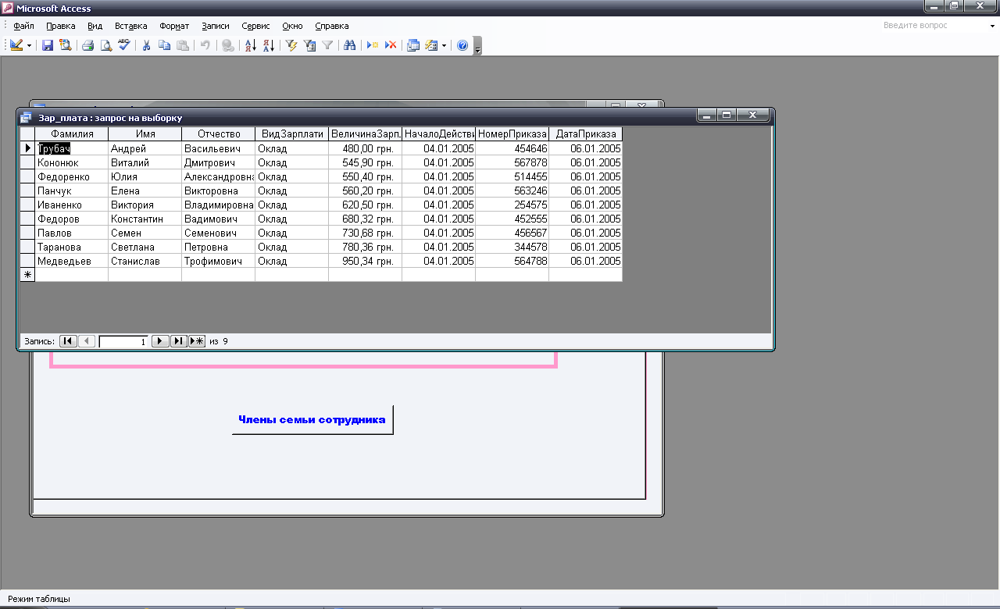 Microsoft Access
Файл Правка Вид Вставка Формат Записи Сервис Окно Справка Введите вопрос
Зар_плата : запрос на выборку
Фамилия Имя Отчество ВидЗарплати ВеличинаЗарп. НачалоДействи НомерПриказа ДатаПриказа
Трубач Андрей Васильевич Оклад 480,00 грн. 04.01.2005 454646 06.01.2005
Кононюк Виталий Дмитрович Оклад 545,90 грн. 04.01.2005 567878 06.01.2005
Федоренко Юлия Александровна Оклад 550,40 грн. 04.01.2005 514455 06.01.2005
Панчук Елена Викторовна Оклад 560,20 грн. 04.01.2005 563246 06.01.2005
Иваненко Виктория Владимировна Оклад 620,50 грн. 04.01.2005 254575 06.01.2005
Федоров Константин Вадимович Оклад 680,32 грн. 04.01.2005 452555 06.01.2005
Павлов Семен Семенович Оклад 730,68 грн. 04.01.2005 456567 06.01.2005
Таранова Светлана Петровна Оклад 780,36 грн. 04.01.2005 344578 06.01.2005
Медведьев Станислав Трофимович Оклад 950,34 грн. 04.01.2005 564788 06.01.2005
Запись: 1 из 9
Члены семьи сотрудника
Режим таблицы